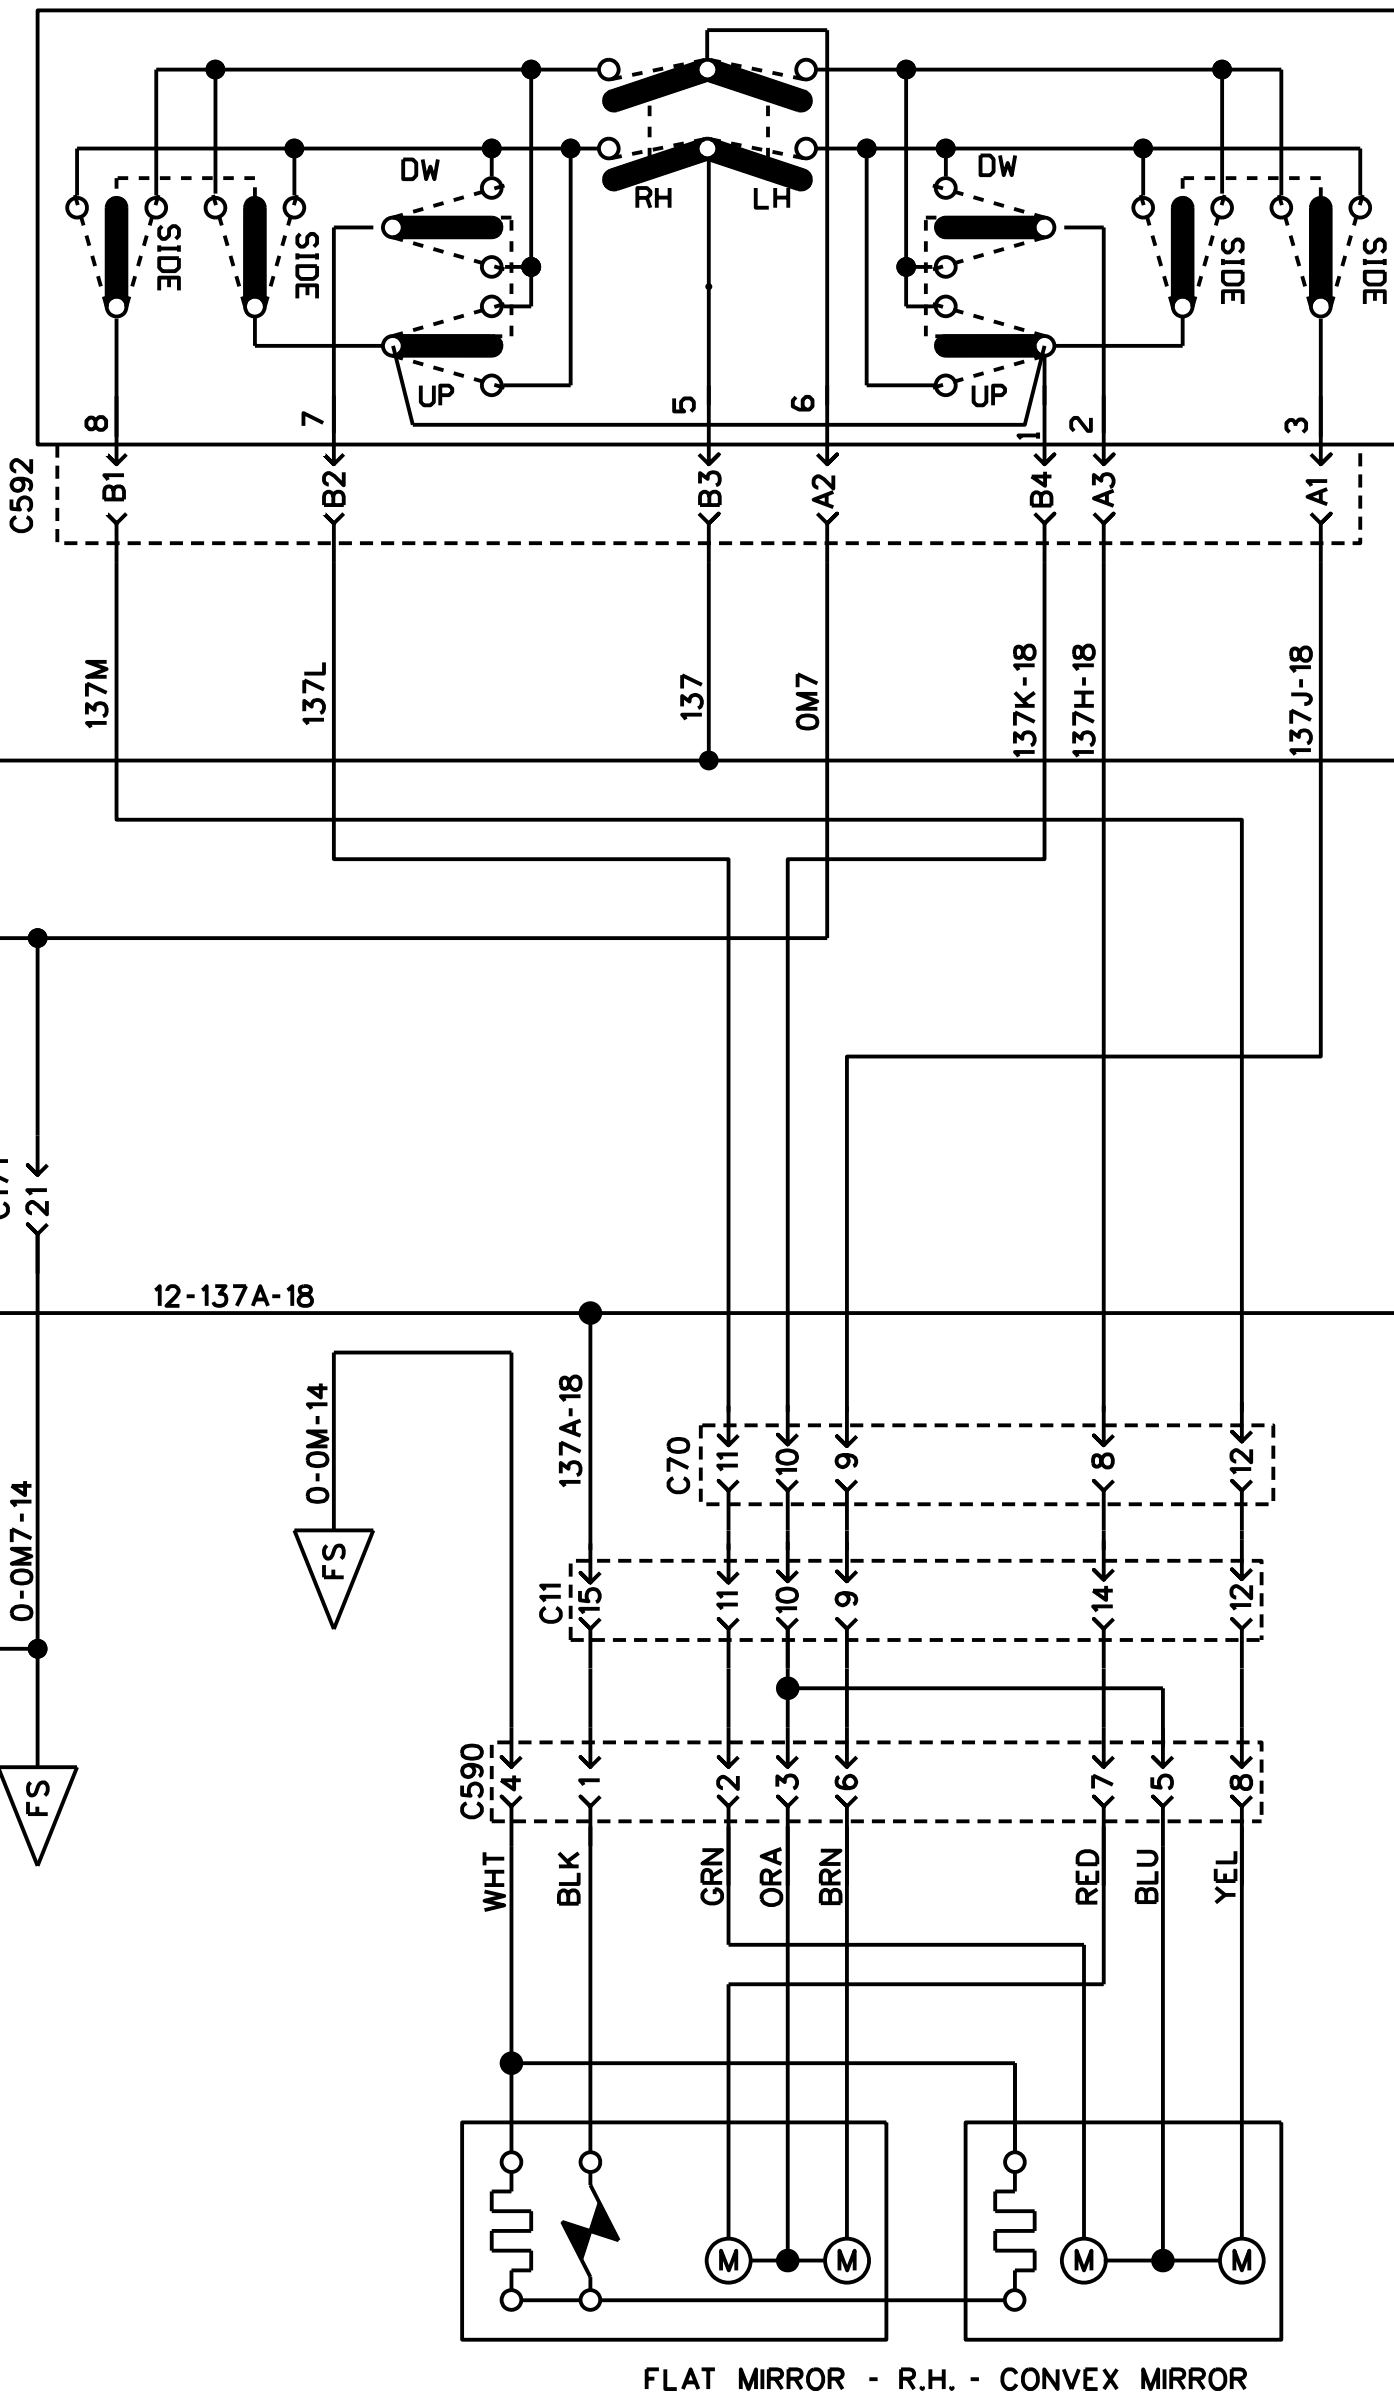 DW
RH
LH
DW
SIDE
SIDE
SIDE
SIDE
UP
UP
8
7
5
6
1
2
3
C592
B1
B2
B3
A2
B4
A3
A1
137M
137L
137
0M7
137K-18
137H-18
137J-18
21
12-137A-18
0-0M-14
137A-18
C70
11
10
9
8
12
0-0M7-14
FS
C11
15
11
10
9
14
12
C590
4
1
2
3
6
7
5
8
FS
WHT
BLK
GRN
ORA
BRN
RED
BLU
YEL
M
M
M
M
FLAT MIRROR - R.H. - CONVEX MIRROR